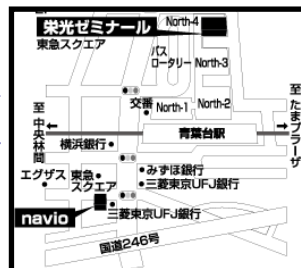 栄光ゼミナール
North-4
東急スクエア
バス
ロータリー
North-3
交番
North-1
North-2
至中央林間
青葉台駅
至たまプラーザ
横浜銀行
みずほ銀行
エグザス
東急
スクエア
三菱東京UFJ銀行
navio
三菱東京UFJ銀行
国道246号